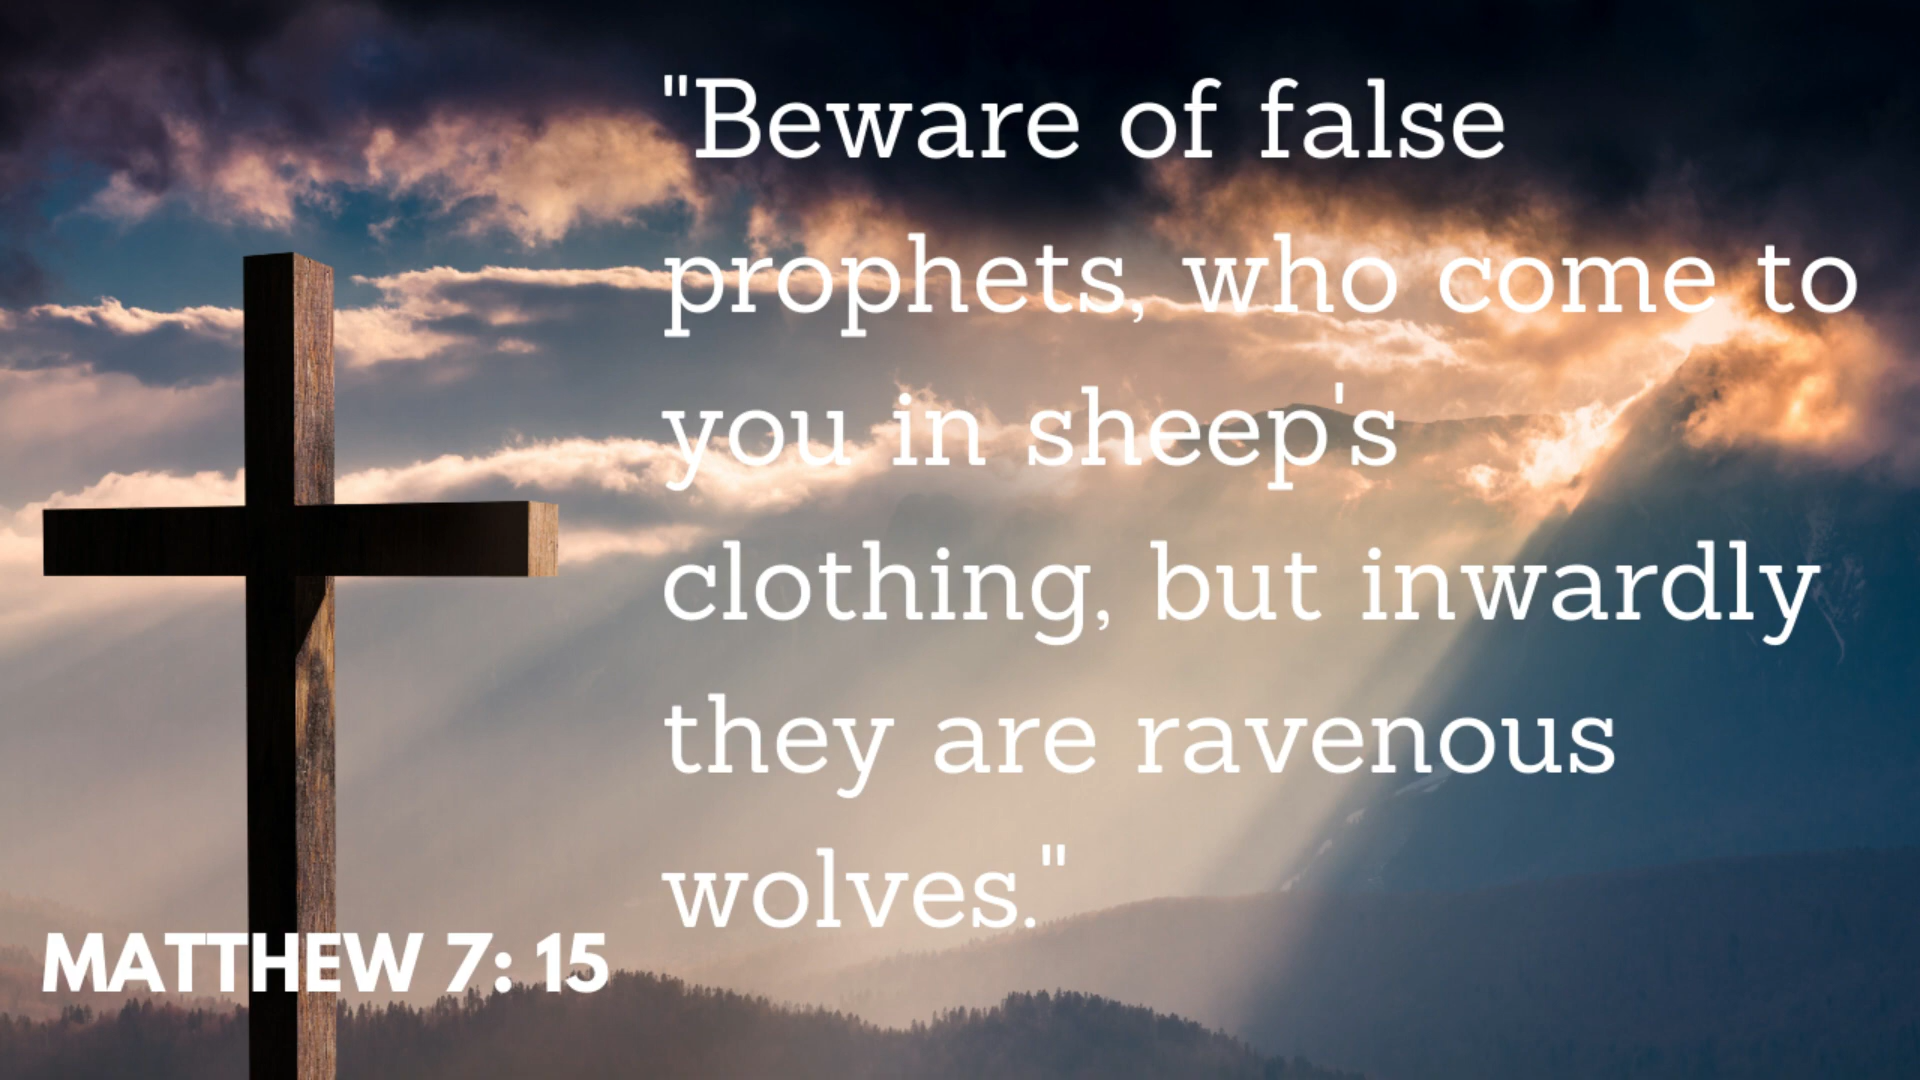 "Beware of false
prophets, who come to
you in sheep's
clothing, but inwardly
they are ravenous
wolves."
MATTHEW 7: 15